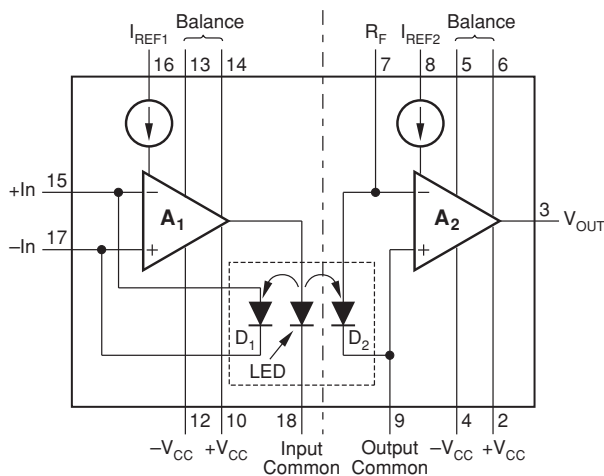 I_REF1 Balance R_F I_REF2 Balance
16 13 14 7 8 5 6
+In 15 − A1 − A2 3 V_OUT
−In 17 + +
D1 D2
LED
12 10 18 9 4 2
−V_CC +V_CC Input Output −V_CC +V_CC
Common Common